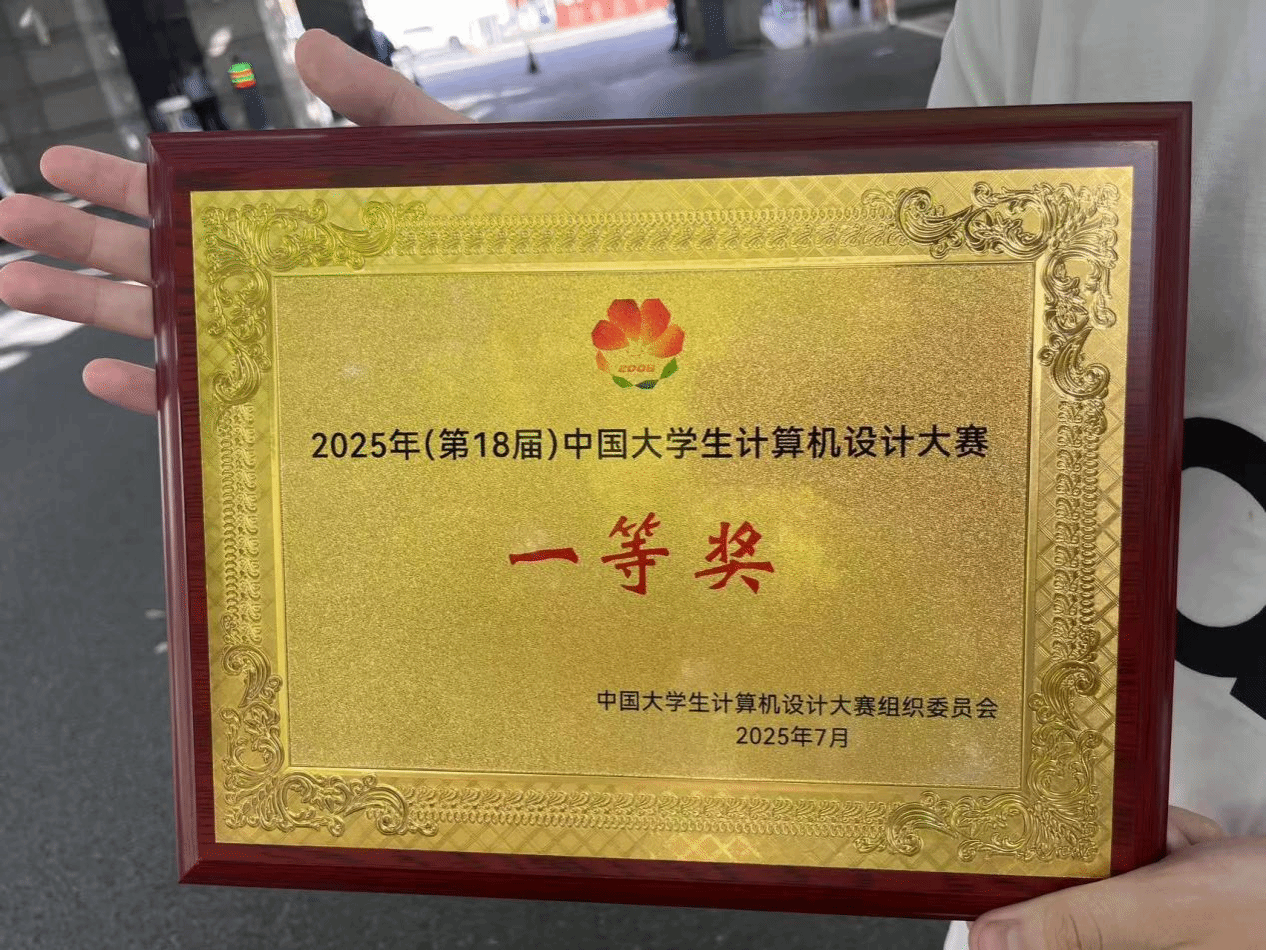 2008
2025年(第18届)中国大学生计算机设计大赛
一等奖
中国大学生计算机设计大赛组织委员会
2025年7月